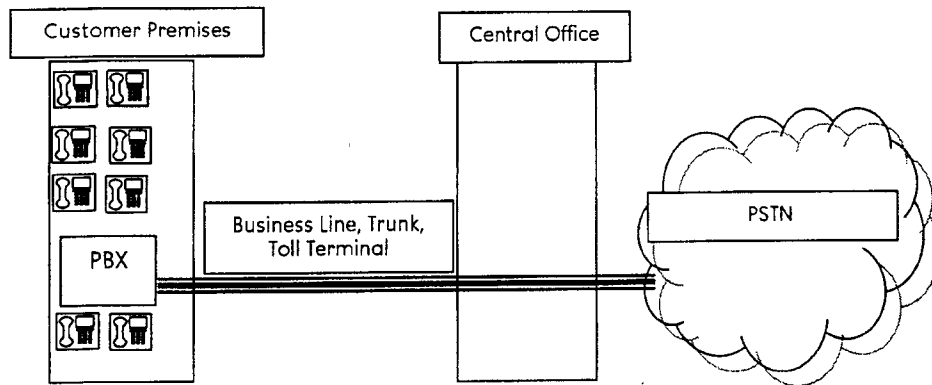 Customer Premises
Central Office
Business Line, Trunk,
Toll Terminal
PSTN
PBX